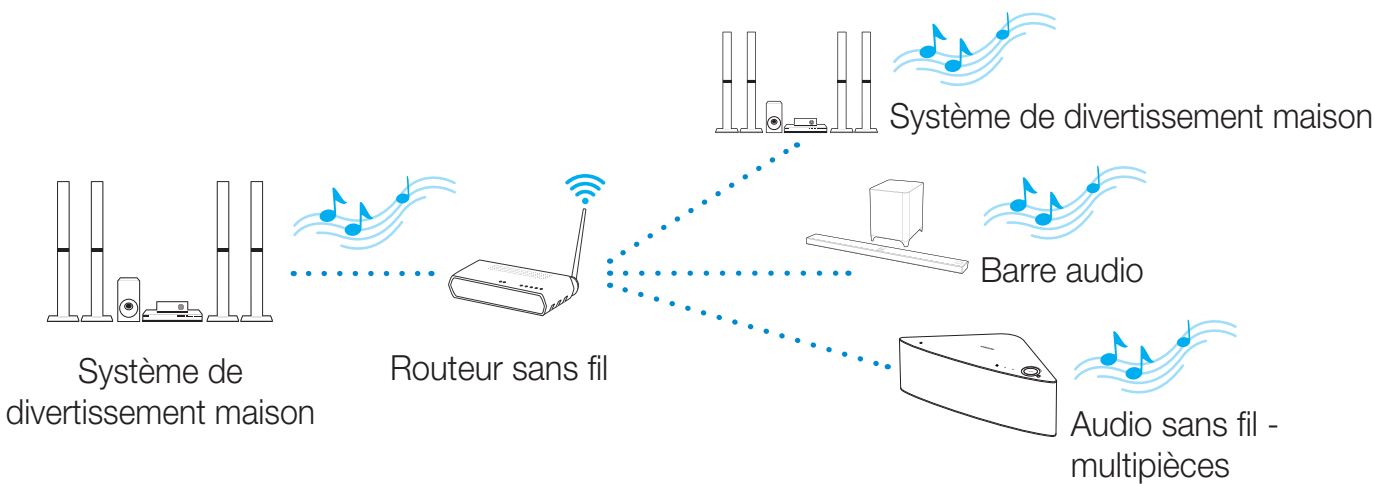 Système de divertissement maison
Barre audio
Système de
divertissement maison
Routeur sans fil
Audio sans fil -
multipièces